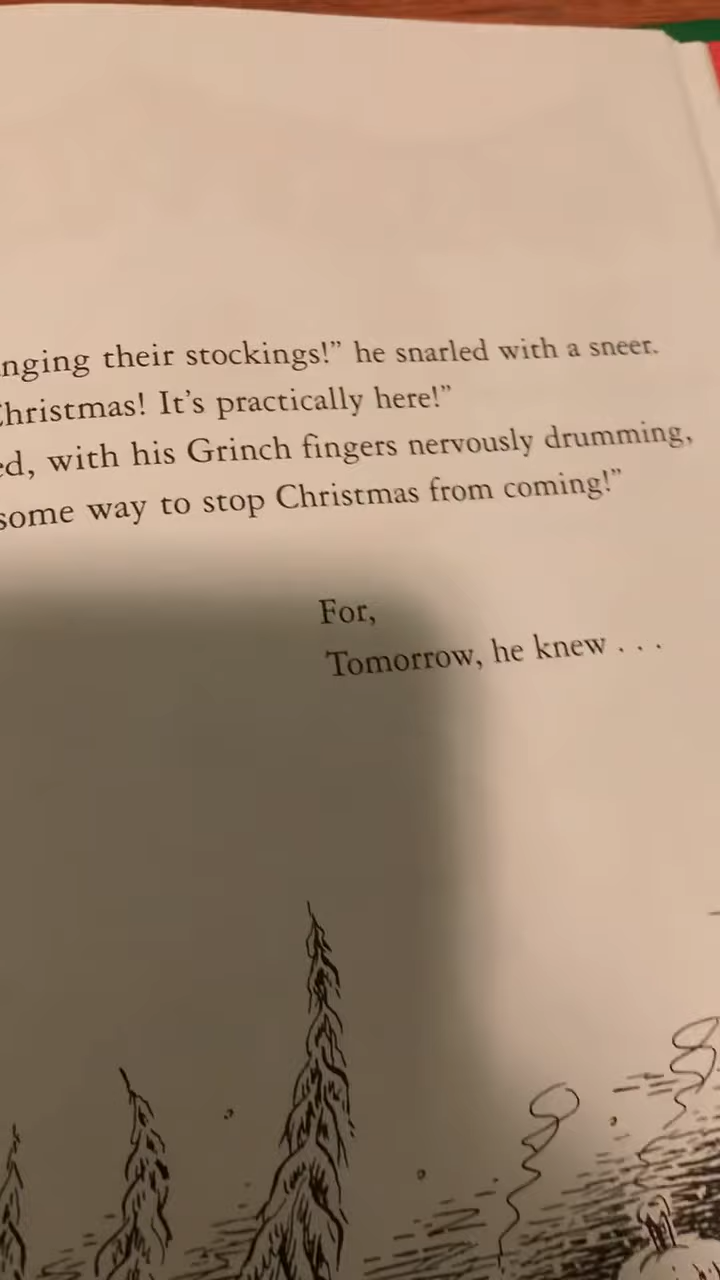 nging their stockings!” he snarled with a sneer.
Christmas! It’s practically here!”
ed, with his Grinch fingers nervously drumming,
some way to stop Christmas from coming!”
For,
Tomorrow, he knew . . .